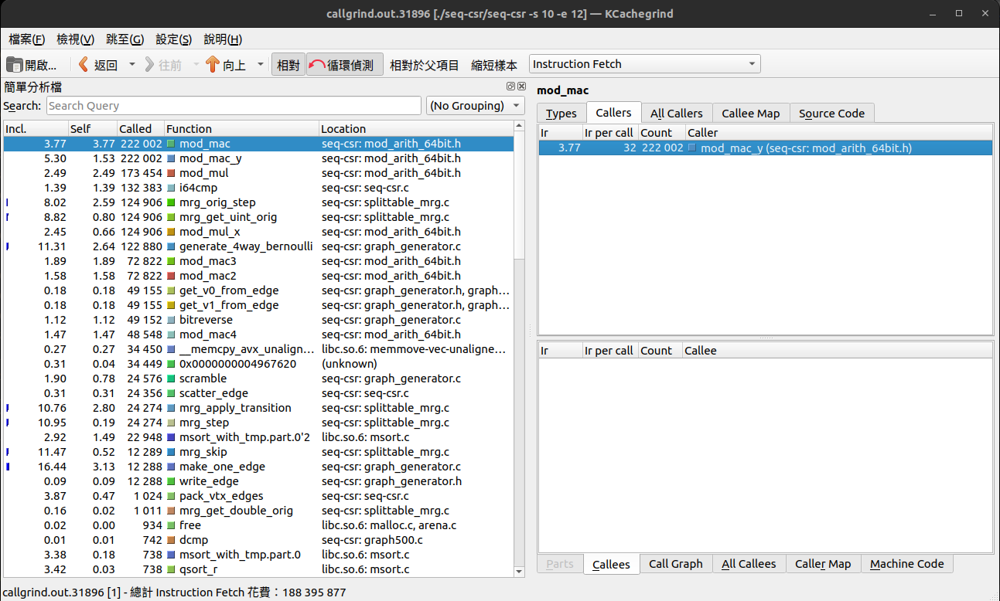 callgrind.out.31896 [./seq-csr/seq-csr -s 10 -e 12] — KCachegrind
檔案(F) 檢視(V) 跳至(G) 設定(S) 說明(H)
開啟... 返回 往前 向上 相對 循環偵測 相對於父項目 縮短樣本 Instruction Fetch
簡單分析檔
Search: Search Query (No Grouping)
Incl. Self Called Function Location
3.77 3.77 222 002 mod_mac seq-csr: mod_arith_64bit.h
5.30 1.53 222 002 mod_mac_y seq-csr: mod_arith_64bit.h
2.49 2.49 173 454 mod_mul seq-csr: mod_arith_64bit.h
1.39 1.39 132 383 i64cmp seq-csr: seq-csr.c
8.02 2.59 124 906 mrg_orig_step seq-csr: splittable_mrg.c
8.82 0.80 124 906 mrg_get_uint_orig seq-csr: splittable_mrg.c
2.45 0.66 124 906 mod_mul_x seq-csr: mod_arith_64bit.h
11.31 2.64 122 880 generate_4way_bernoulli seq-csr: graph_generator.c
1.89 1.89 72 822 mod_mac3 seq-csr: mod_arith_64bit.h
1.58 1.58 72 822 mod_mac2 seq-csr: mod_arith_64bit.h
0.18 0.18 49 155 get_v0_from_edge seq-csr: graph_generator.h, graph...
0.18 0.18 49 155 get_v1_from_edge seq-csr: graph_generator.h, graph...
1.12 1.12 49 152 bitreverse seq-csr: graph_generator.c
1.47 1.47 48 548 mod_mac4 seq-csr: mod_arith_64bit.h
0.27 0.27 34 450 __memcpy_avx_unalign... libc.so.6: memmove-vec-unaligne...
0.31 0.04 34 449 0x0000000004967620 (unknown)
1.90 0.78 24 576 scramble seq-csr: graph_generator.c
0.31 0.31 24 356 scatter_edge seq-csr: seq-csr.c
10.76 2.80 24 274 mrg_apply_transition seq-csr: splittable_mrg.c
10.95 0.19 24 274 mrg_step seq-csr: splittable_mrg.c
2.92 1.49 22 948 msort_with_tmp.part.0'2 libc.so.6: msort.c
11.47 0.52 12 289 mrg_skip seq-csr: splittable_mrg.c
16.44 3.13 12 288 make_one_edge seq-csr: graph_generator.c
0.09 0.09 12 288 write_edge seq-csr: graph_generator.h
3.87 0.47 1 024 pack_vtx_edges seq-csr: seq-csr.c
0.16 0.02 1 011 mrg_get_double_orig seq-csr: splittable_mrg.c
0.02 0.00 934 free libc.so.6: malloc.c, arena.c
0.01 0.01 742 dcmp seq-csr: graph500.c
3.38 0.18 738 msort_with_tmp.part.0 libc.so.6: msort.c
3.42 0.03 738 qsort_r libc.so.6: msort.c
mod_mac
Types Callers All Callers Callee Map Source Code
Ir Ir per call Count Caller
3.77 32 222 002 mod_mac_y (seq-csr: mod_arith_64bit.h)
Ir Ir per call Count Callee
Parts Callees Call Graph All Callees Caller Map Machine Code
callgrind.out.31896 [1] - 總計 Instruction Fetch 花費：188 395 877